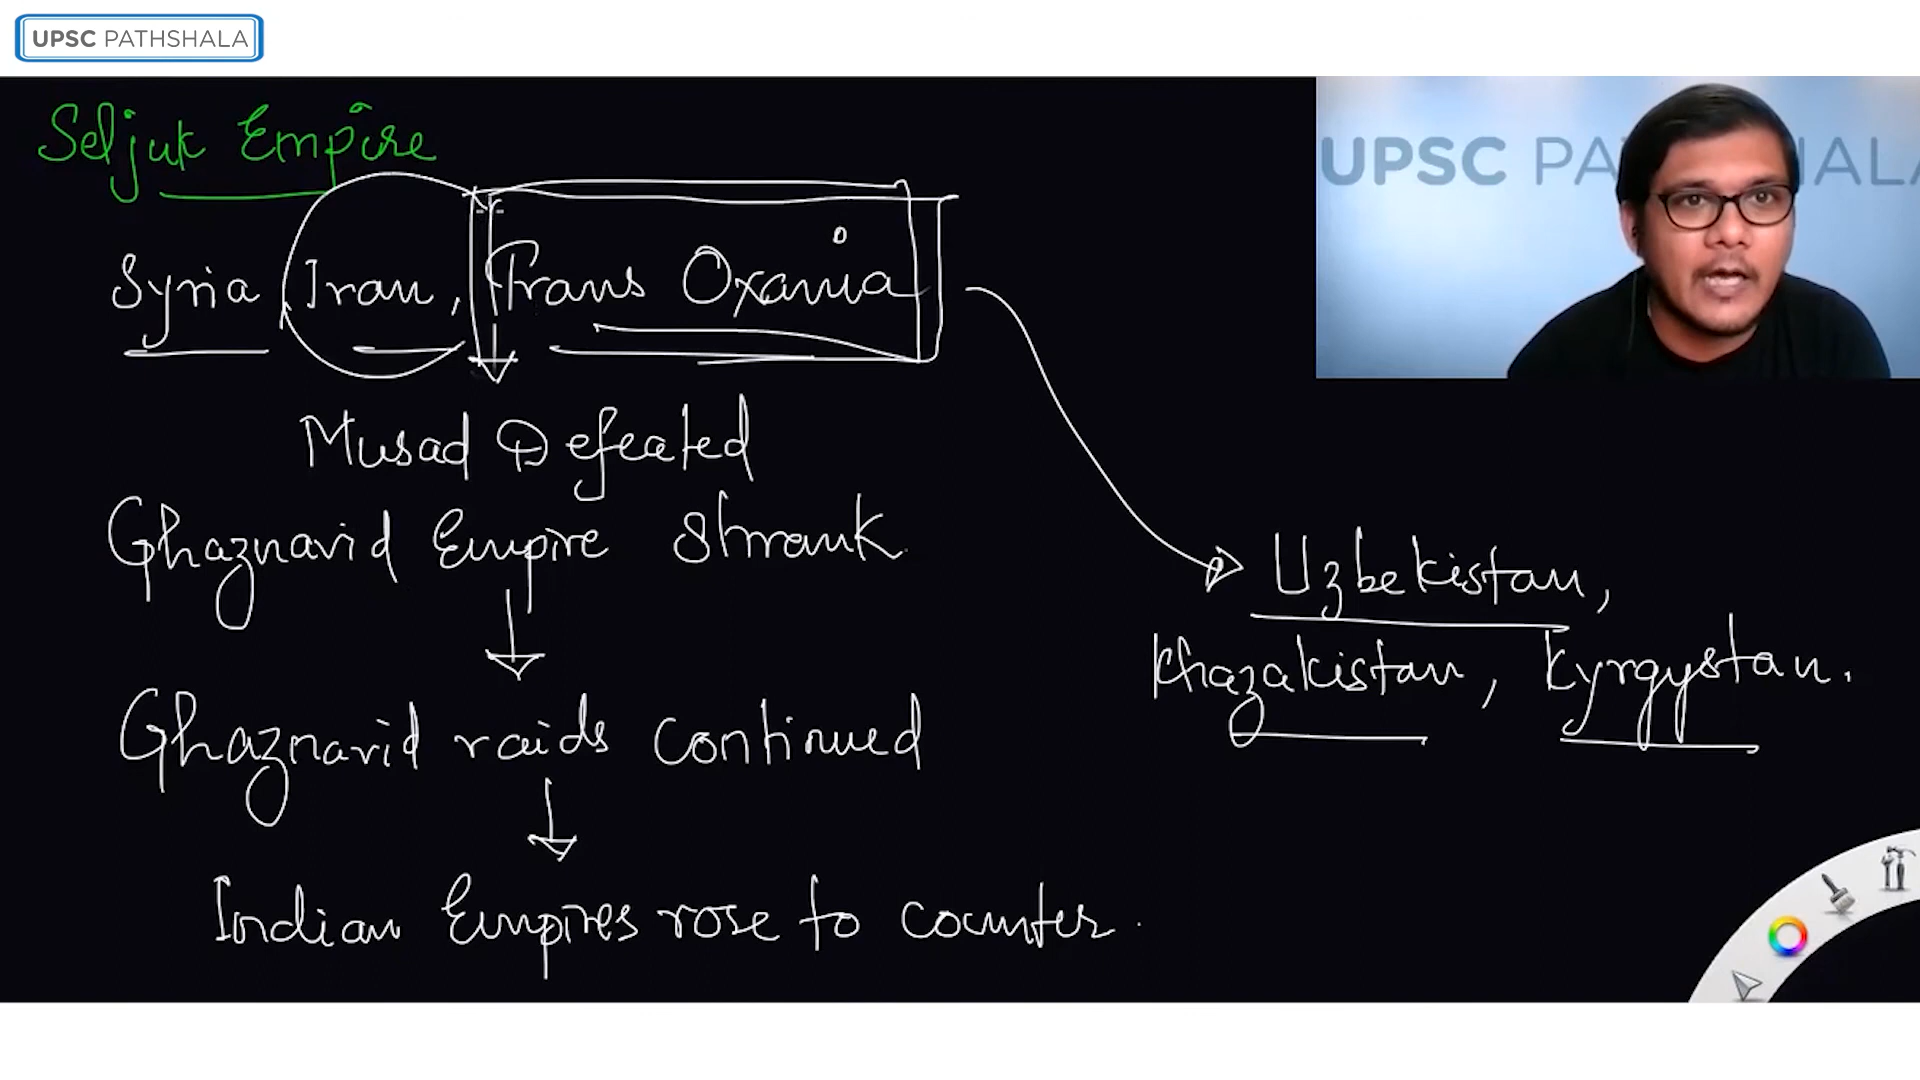 UPSC PATHSHALA
Seljuk Empire
Syria Iran, Trans Oxania
Musad Defeated
Ghaznavid Empire Shrank.
Ghaznavid raids continued
Indian Empires rose to counter.
Uzbekistan,
Khazakistan, Kyrgystan.
UPSC PA HALA